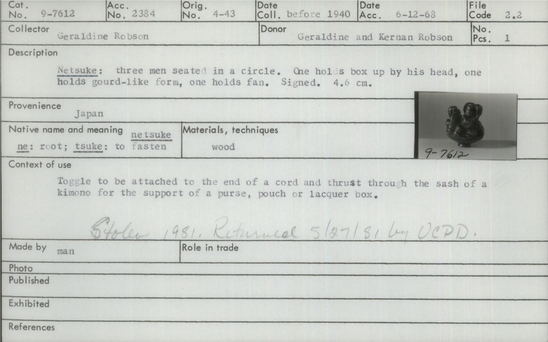 Cat. No. 9-7612 Acc. No. 2384 Orig. No. 4-43 Date Coll. before 1940 Date Acc. 6-12-68 File Code 2.2
Collector Geraldine Robson Donor Geraldine and Kernan Robson No. Pcs. 1
Description
Netsuke: three men seated in a circle. One holds box up by his head, one
holds gourd-like form, one holds fan. Signed. 4.6 cm.
Provenience
Japan
Native name and meaning netsuke
ne: root; tsuke: to fasten
Materials, techniques
wood
9-7612
Context of use
Toggle to be attached to the end of a cord and thrust through the sash of a
kimono for the support of a purse, pouch or lacquer box.
Stolen 1981. Returned 5/27/81 by UCPD.
Made by man Role in trade
Photo
Published
Exhibited
References